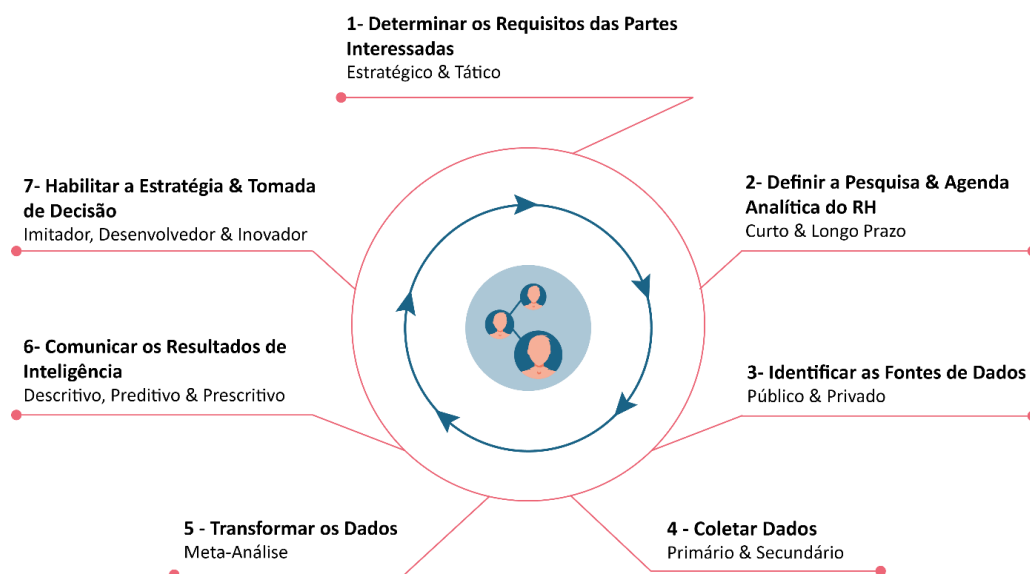 1- Determinar os Requisitos das Partes
Interessadas
Estratégico & Tático
2- Definir a Pesquisa & Agenda
Analítica do RH
Curto & Longo Prazo
3- Identificar as Fontes de Dados
Público & Privado
4 - Coletar Dados
Primário & Secundário
5 - Transformar os Dados
Meta-Análise
6- Comunicar os Resultados de
Inteligência
Descritivo, Preditivo & Prescritivo
7- Habilitar a Estratégia & Tomada
de Decisão
Imitador, Desenvolvedor & Inovador